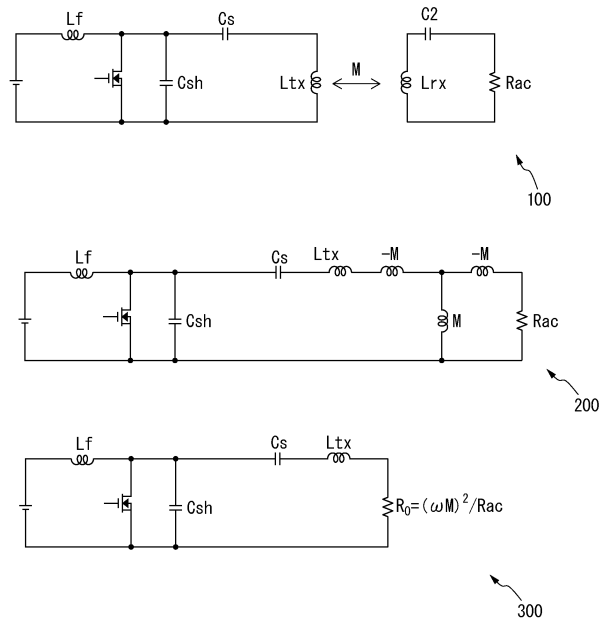 Lf
Cs
C2
Csh
Ltx
M
Lrx
Rac
100
Lf
Cs
Ltx
-M
-M
Csh
M
Rac
200
Lf
Cs
Ltx
Csh
R₀=(ωM)²/Rac
300